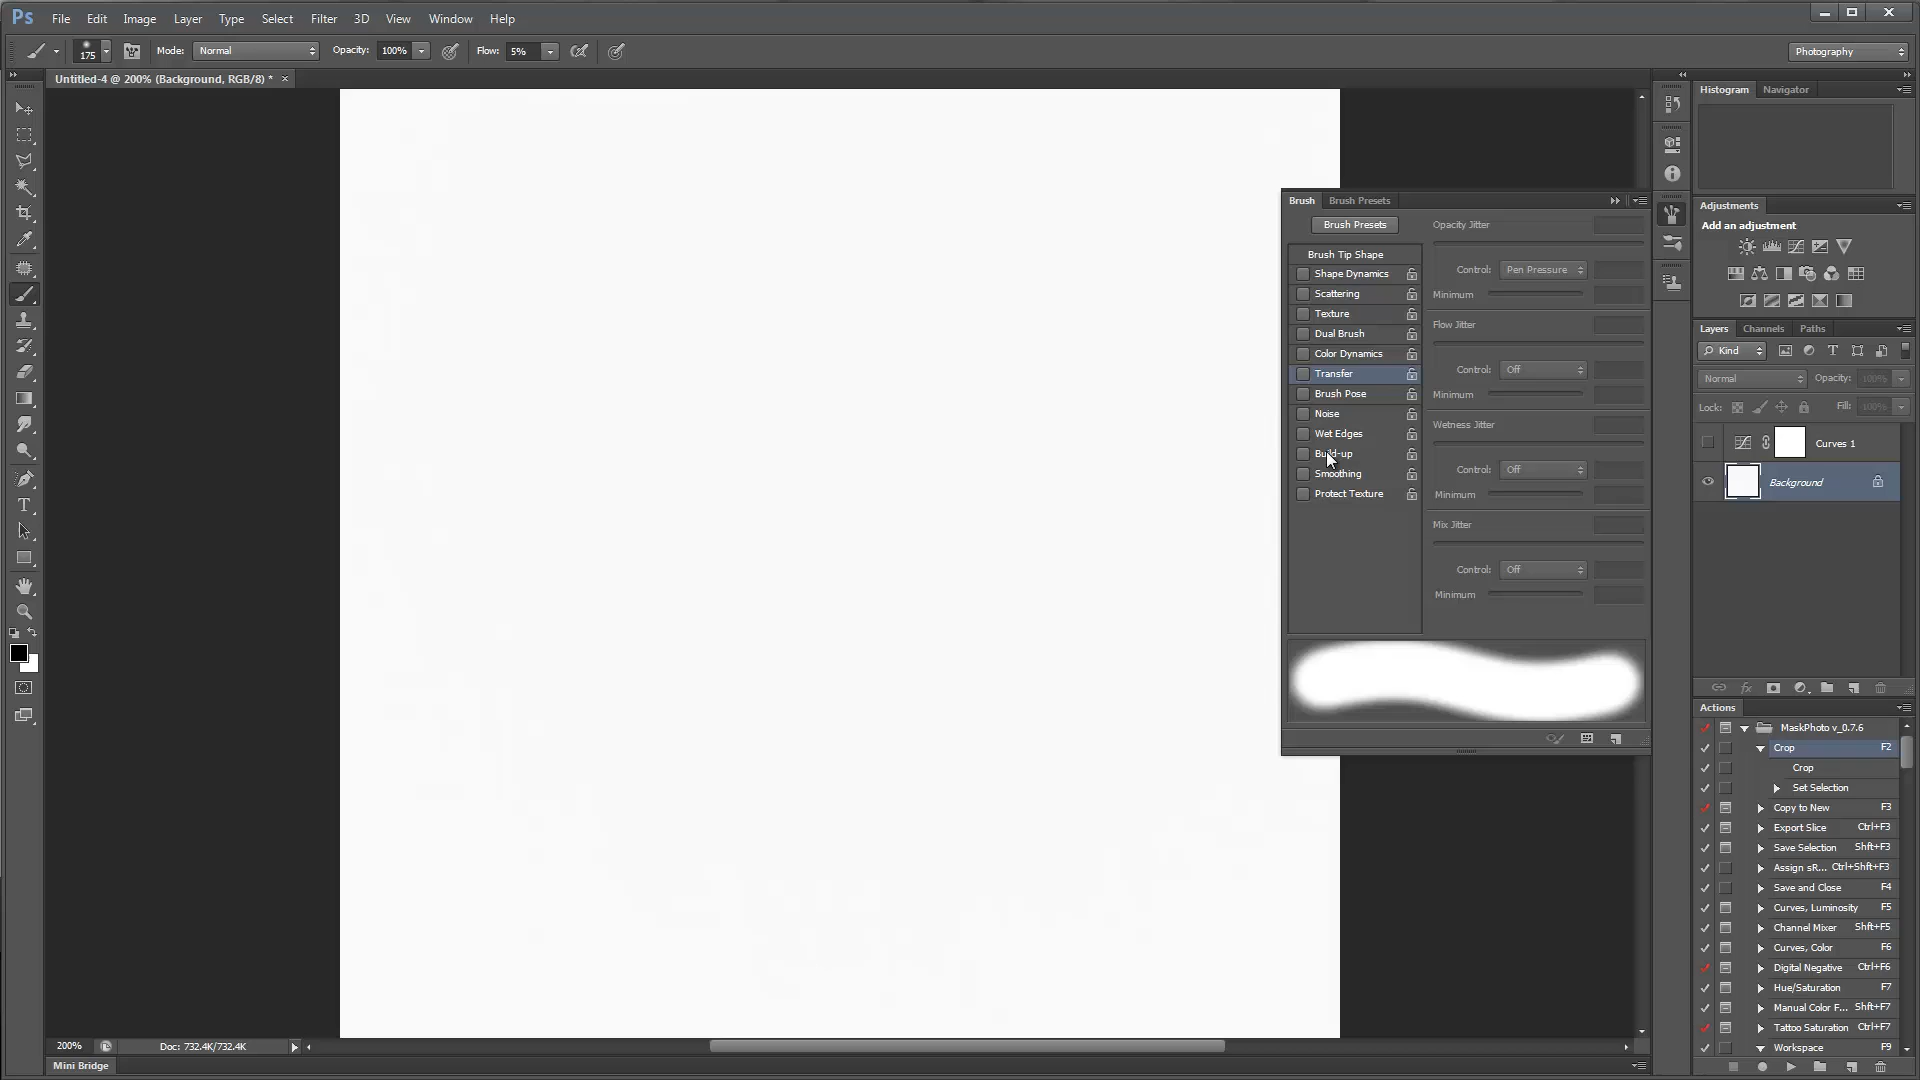 Ps File Edit Image Layer Type Select Filter 3D View Window Help
175 Mode: Normal Opacity: 100% Flow: 5% Photography
Untitled-4 @ 200% (Background, RGB/8) *
Histogram Navigator
Adjustments
Add an adjustment
Brush Brush Presets
Brush Presets
Brush Tip Shape
Shape Dynamics
Scattering
Texture
Dual Brush
Color Dynamics
Transfer
Brush Pose
Noise
Wet Edges
Build-up
Smoothing
Protect Texture
Opacity Jitter
Control: Pen Pressure
Minimum
Flow Jitter
Control: Off
Minimum
Wetness Jitter
Control: Off
Minimum
Mix Jitter
Control: Off
Minimum
Layers Channels Paths
Kind
Normal Opacity: 100%
Lock: Fill: 100%
Curves 1
Background
Actions
MaskPhoto v_0.7.6
Crop F2
Crop
Set Selection
Copy to New F3
Export Slice Ctrl+F3
Save Selection Shft+F3
Assign sR... Ctrl+Shft+F3
Save and Close F4
Curves, Luminosity F5
Channel Mixer Shft+F5
Curves, Color F6
Digital Negative Ctrl+F6
Hue/Saturation F7
Manual Color F... Shft+F7
Tattoo Saturation Ctrl+F7
Workspace F9
200% Doc: 732.4K/732.4K
Mini Bridge